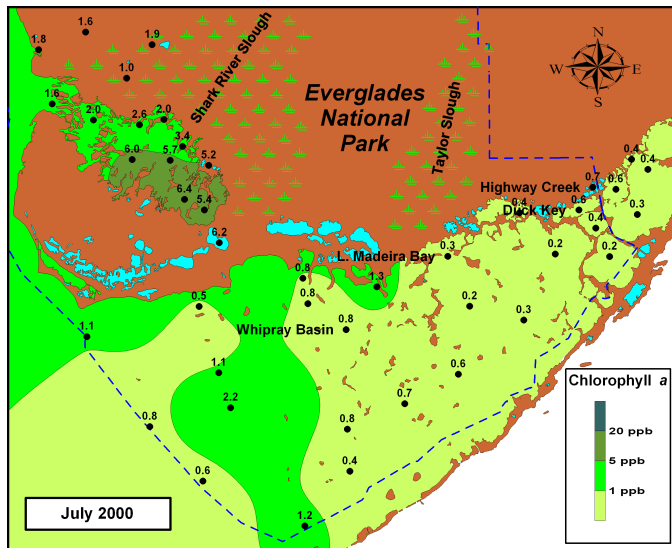 1.6
1.8
1.9
1.0
1.6
2.0
2.6
2.0
3.4
6.0
5.7
5.2
6.4
5.4
6.2
Shark River Slough
Everglades
National
Park
Taylor Slough
N
W E
S
0.4
0.4
0.7
0.6
Highway Creek
0.4
0.6
Duck Key
0.3
0.4
0.2
0.2
0.3
L. Madeira Bay
1.3
0.8
0.8
0.5
0.2
0.3
0.8
Whipray Basin
1.1
1.1
0.6
2.2
0.7
0.8
0.8
0.4
0.6
1.2
Chlorophyll a
20 ppb
5 ppb
1 ppb
July 2000